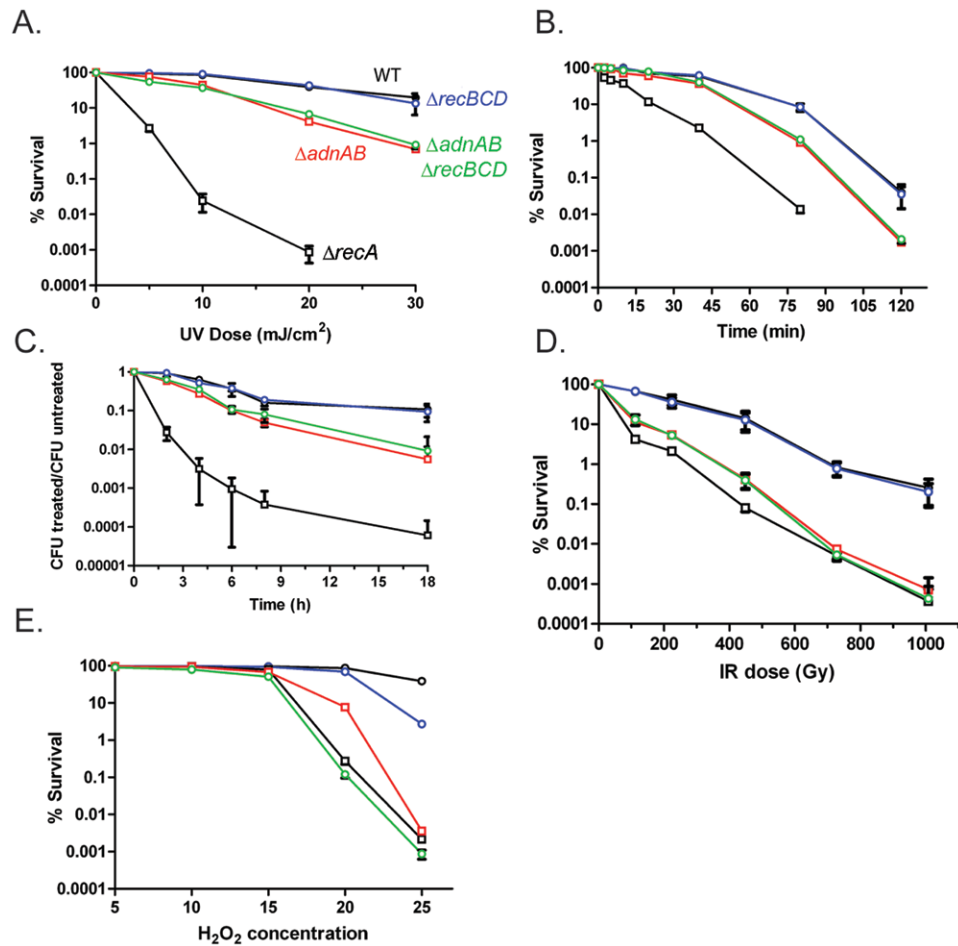 A.
% Survival
100
10
1
0.1
0.01
0.001
0.0001
0
10
20
30
UV Dose (mJ/cm²)
WT
ΔrecBCD
ΔadnAB
ΔadnAB
ΔrecBCD
ΔrecA
B.
% Survival
100
10
1
0.1
0.01
0.001
0.0001
0 15 30 45 60 75 90 105 120
Time (min)
C.
CFU treated/CFU untreated
1
0.1
0.01
0.001
0.0001
0.00001
0 3 6 9 12 15 18
Time (h)
D.
% Survival
100
10
1
0.1
0.01
0.001
0.0001
0 200 400 600 800 1000
IR dose (Gy)
E.
% Survival
100
10
1
0.1
0.01
0.001
0.0001
5 10 15 20 25
H₂O₂ concentration